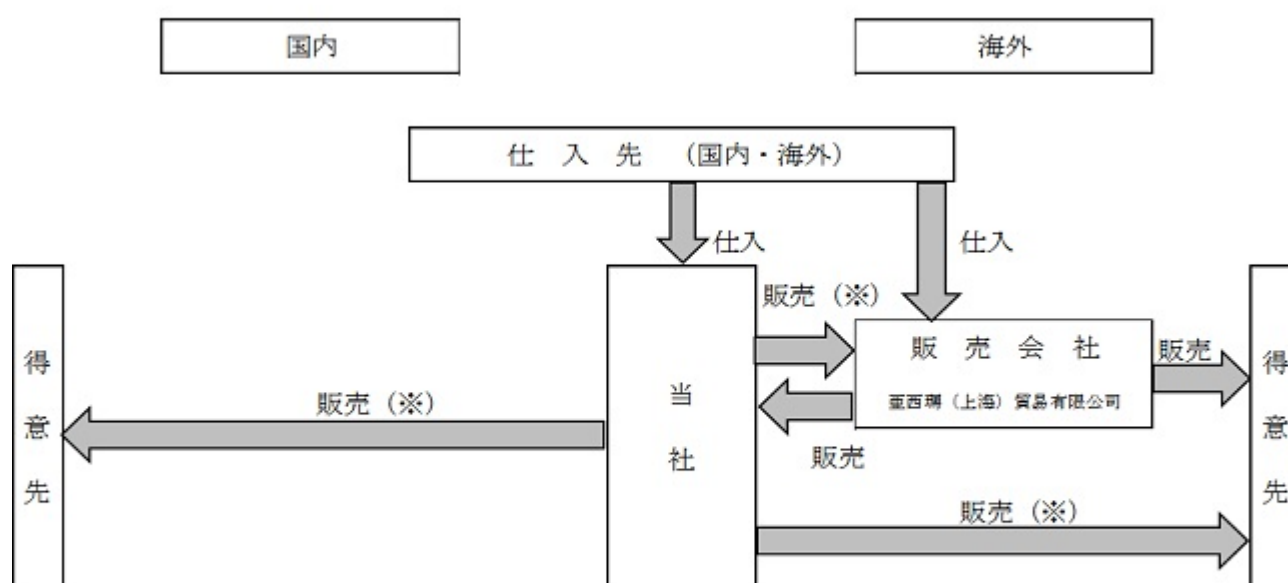 国内
海外
仕 入 先 (国内・海外)
仕入
仕入
得意先
販売(※)
当社
販売(※)
販売
販 売 会 社
亜西瑪(上海)貿易有限公司
販売
販売(※)
得意先